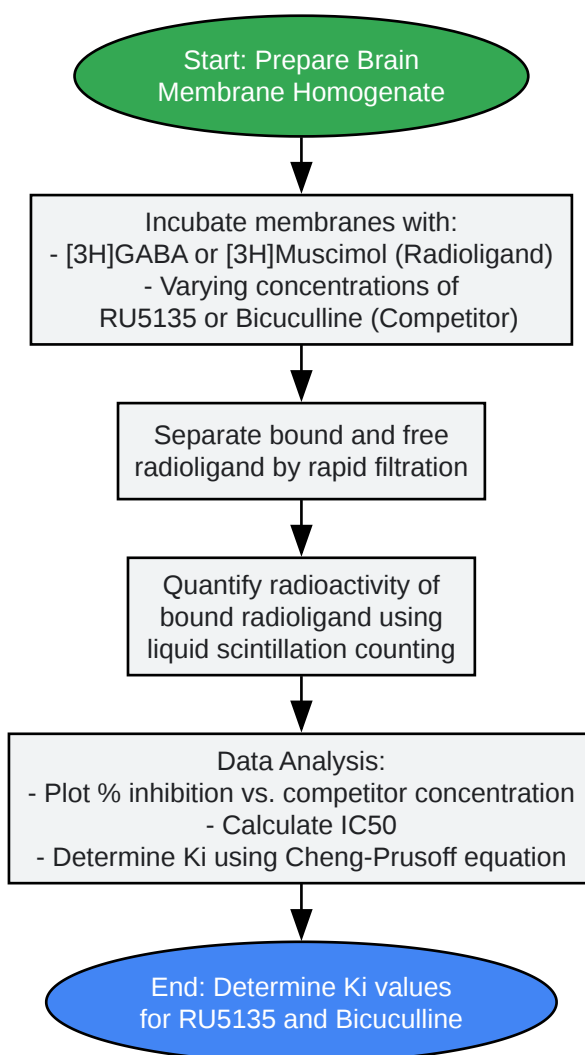 Start: Prepare Brain
Membrane Homogenate
Incubate membranes with:
- [3H]GABA or [3H]Muscimol (Radioligand)
- Varying concentrations of
RU5135 or Bicuculline (Competitor)
Separate bound and free
radioligand by rapid filtration
Quantify radioactivity of
bound radioligand using
liquid scintillation counting
Data Analysis:
- Plot % inhibition vs. competitor concentration
- Calculate IC50
- Determine Ki using Cheng-Prusoff equation
End: Determine Ki values
for RU5135 and Bicuculline